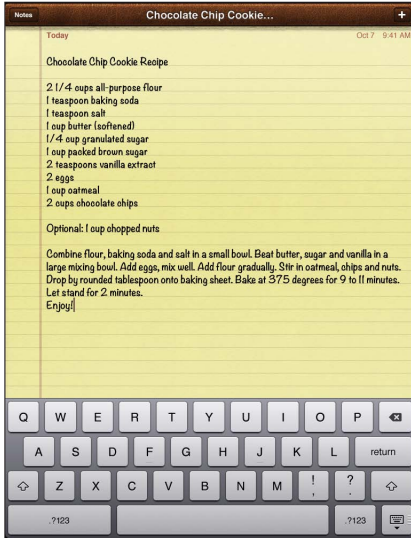 Notes
Chocolate Chip Cookie...
+
Today
Oct 7 9:41 AM
Chocolate Chip Cookie Recipe
2 1/4 cups all-purpose flour
1 teaspoon baking soda
1 teaspoon salt
1 cup butter (softened)
1/4 cup granulated sugar
1 cup packed brown sugar
2 teaspoons vanilla extract
2 eggs
1 cup oatmeal
2 cups chocolate chips
Optional: 1 cup chopped nuts
Combine flour, baking soda and salt in a small bowl. Beat butter, sugar and vanilla in a
large mixing bowl. Add eggs, mix well. Add flour gradually. Stir in oatmeal, chips and nuts.
Drop by rounded tablespoon onto baking sheet. Bake at 375 degrees for 9 to 11 minutes.
Let stand for 2 minutes.
Enjoy!
Q W E R T Y U I O P
A S D F G H J K L return
Z X C V B N M ! , ? .
.?123 .?123